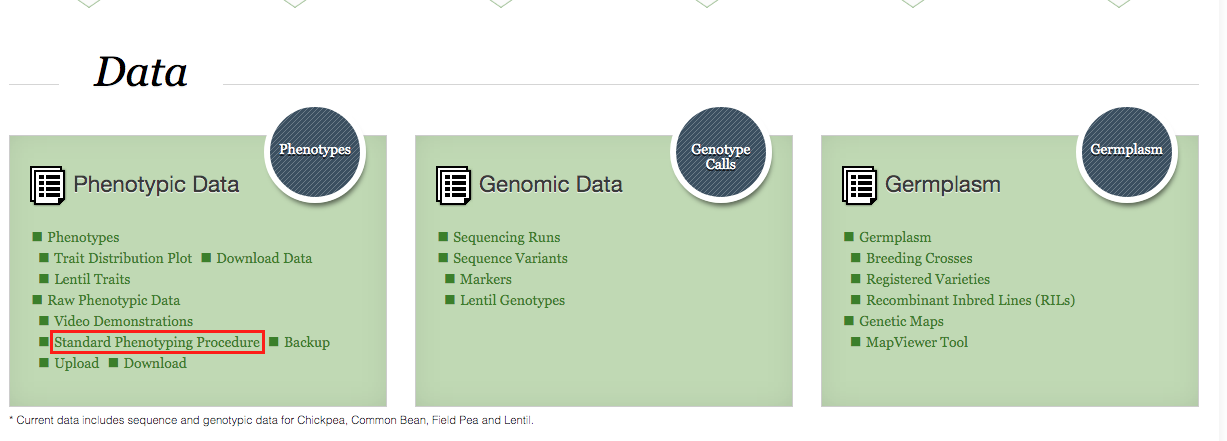 Data
Phenotypes
Phenotypic Data
Phenotypes
Trait Distribution Plot Download Data
Lentil Traits
Raw Phenotypic Data
Video Demonstrations
Standard Phenotyping Procedure Backup
Upload Download
Genotype
Calls
Genomic Data
Sequencing Runs
Sequence Variants
Markers
Lentil Genotypes
Germplasm
Germplasm
Germplasm
Breeding Crosses
Registered Varieties
Recombinant Inbred Lines (RILs)
Genetic Maps
MapViewer Tool
* Current data includes sequence and genotypic data for Chickpea, Common Bean, Field Pea and Lentil.